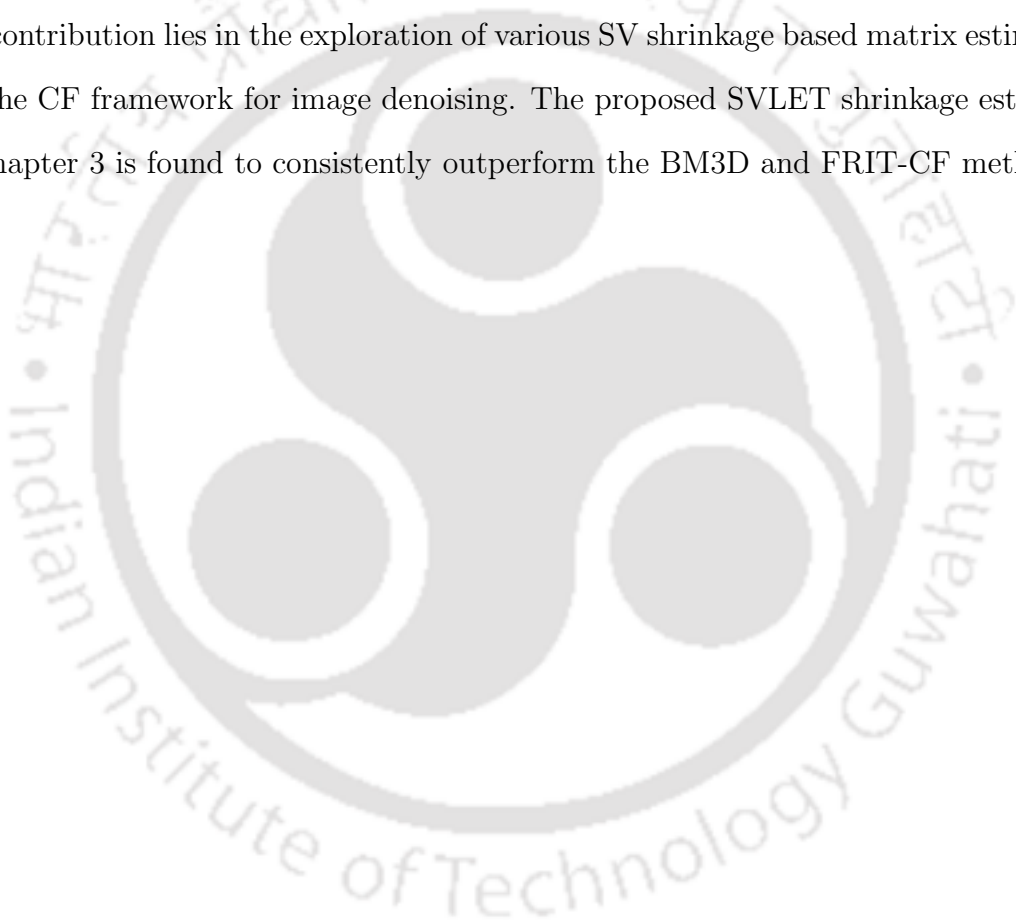 contribution lies in the exploration of various SV shrinkage based matrix estim
he CF framework for image denoising. The proposed SVLET shrinkage est
hapter 3 is found to consistently outperform the BM3D and FRIT-CF meth
गुवाहाटी
• Indian Institute of Technology Guwahati •